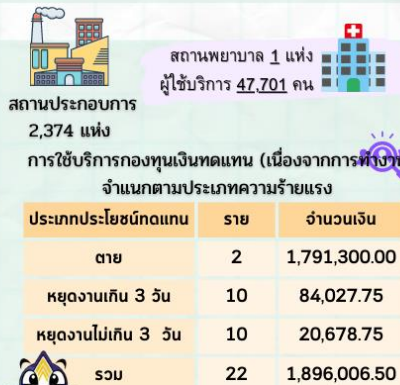 สถานพยาบาล 1 แห่ง
ผู้ใช้บริการ 47,701 คน
สถานประกอบการ
2,374 แห่ง
การใช้บริการกองทุนเงินทดแทน (เนื่องจากการทำงาน
จำแนกตามประเภทความร้ายแรง
ประเภทประโยชน์ทดแทน ราย จำนวนเงิน
ตาย 2 1,791,300.00
หยุดงานเกิน 3 วัน 10 84,027.75
หยุดงานไม่เกิน 3 วัน 10 20,678.75
รวม 22 1,896,006.50